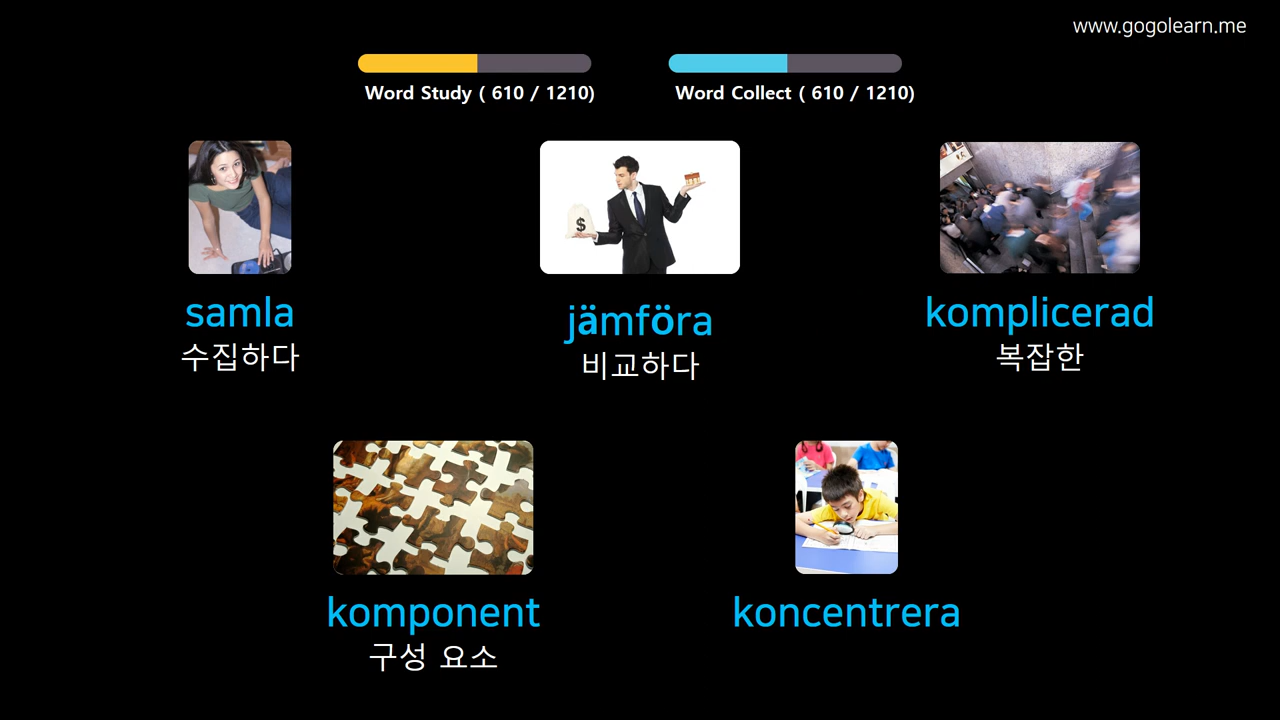 www.gogolearn.me
Word Study ( 610 / 1210)
Word Collect ( 610 / 1210)
samla
수집하다
jämföra
비교하다
komplicerad
복잡한
komponent
구성 요소
koncentrera
$